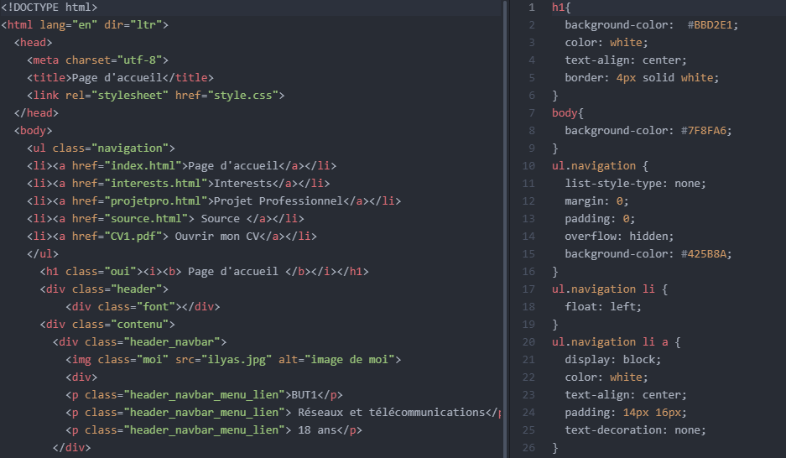 <!DOCTYPE html>
<html lang="en" dir="ltr">
<head>
<meta charset="utf-8">
<title>Page d'accueil</title>
<link rel="stylesheet" href="style.css">
</head>
<body>
<ul class="navigation">
<li><a href="index.html">Page d'accueil</a></li>
<li><a href="interests.html">Interests</a></li>
<li><a href="projetpro.html">Projet Professionnel</a></li>
<li><a href="source.html"> Source </a></li>
<li><a href="CV1.pdf"> Ouvrir mon CV</a></li>
</ul>
<h1 class="oui"><i><b> Page d'accueil </b></i></h1>
<div class="header">
<div class="font"></div>
<div class="contenu">
<div class="header_navbar">
<img class="moi" src="ilyas.jpg" alt="image de moi">
<div>
<p class="header_navbar_menu_lien">BUT1</p>
<p class="header_navbar_menu_lien"> Réseaux et télécommunications</p
<p class="header_navbar_menu_lien"> 18 ans</p>
</div>
1 h1{
2 background-color: #BBD2E1;
3 color: white;
4 text-align: center;
5 border: 4px solid white;
6 }
7 body{
8 background-color: #7F8FA6;
9 }
10 ul.navigation {
11 list-style-type: none;
12 margin: 0;
13 padding: 0;
14 overflow: hidden;
15 background-color: #425B8A;
16 }
17 ul.navigation li {
18 float: left;
19 }
20 ul.navigation li a {
21 display: block;
22 color: white;
23 text-align: center;
24 padding: 14px 16px;
25 text-decoration: none;
26 }